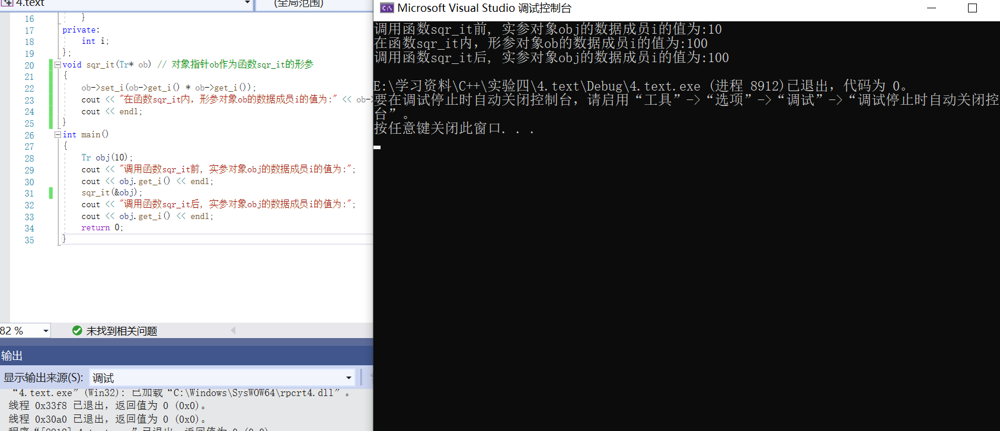 4.text
(全局范围)
16 }
17 private:
18 int i;
19 };
20 void sqr_it(Tr* ob) // 对象指针ob作为函数sqr_it的形参
21 {
22 ob->set_i(ob->get_i() * ob->get_i());
23 cout << "在函数sqr_it内，形参对象ob的数据成员i的值为:" << ob->
24 cout << endl;
25 }
26 int main()
27 {
28 Tr obj(10);
29 cout << "调用函数sqr_it前, 实参对象obj的数据成员i的值为:";
30 cout << obj.get_i() << endl;
31 sqr_it(&obj);
32 cout << "调用函数sqr_it后, 实参对象obj的数据成员i的值为:";
33 cout << obj.get_i() << endl;
34 return 0;
35 }
82 %
未找到相关问题
输出
显示输出来源(S): 调试
“4.text.exe”(Win32): 已加载“C:\Windows\SysWOW64\rpcrt4.dll”。
线程 0x33f8 已退出，返回值为 0 (0x0)。
线程 0x30a0 已退出，返回值为 0 (0x0)。
Microsoft Visual Studio 调试控制台
调用函数sqr_it前, 实参对象obj的数据成员i的值为:10
在函数sqr_it内，形参对象ob的数据成员i的值为:100
调用函数sqr_it后, 实参对象obj的数据成员i的值为:100
E:\学习资料\C++\实验四\4.text\Debug\4.text.exe (进程 8912)已退出，代码为 0。
要在调试停止时自动关闭控制台，请启用“工具”->“选项”->“调试”->“调试停止时自动关闭控
台”。
按任意键关闭此窗口. . .